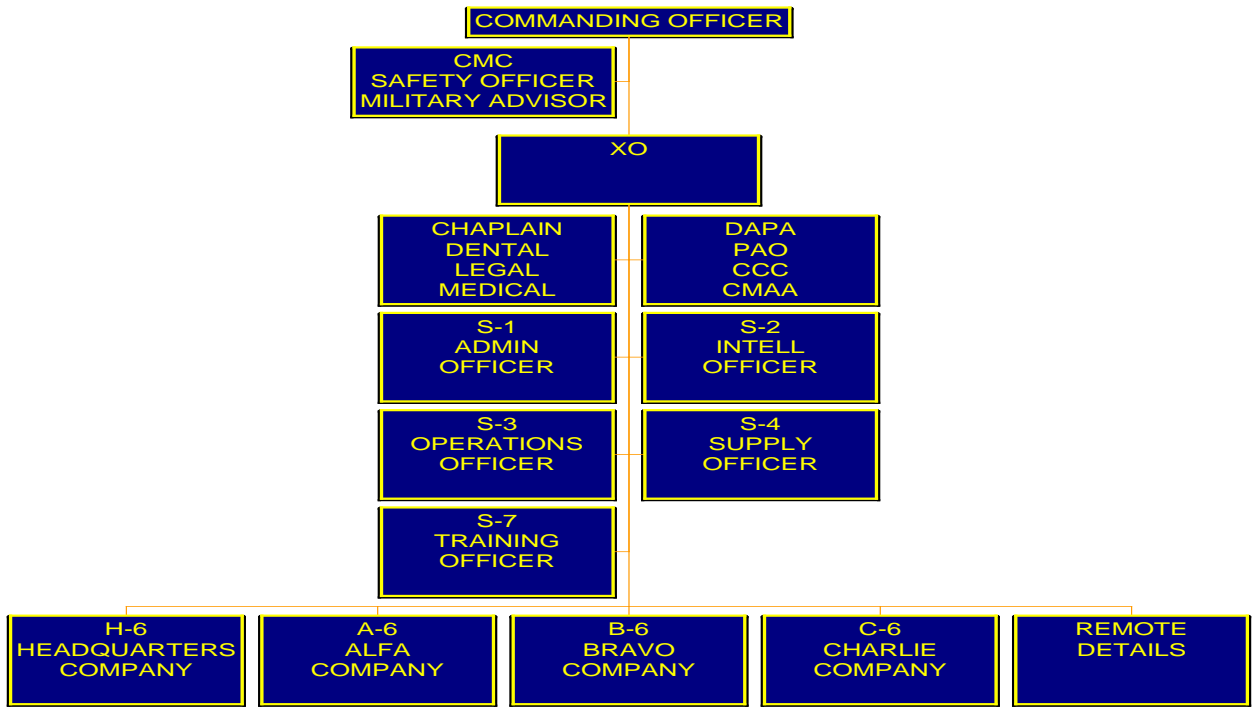 COMMANDING OFFICER
CMC
SAFETY OFFICER
MILITARY ADVISOR
XO
CHAPLAIN
DENTAL
LEGAL
MEDICAL
DAPA
PAO
CCC
CMAA
S-1
ADMIN
OFFICER
S-2
INTELL
OFFICER
S-3
OPERATIONS
OFFICER
S-4
SUPPLY
OFFICER
S-7
TRAINING
OFFICER
H-6
HEADQUARTERS
COMPANY
A-6
ALFA
COMPANY
B-6
BRAVO
COMPANY
C-6
CHARLIE
COMPANY
REMOTE
DETAILS